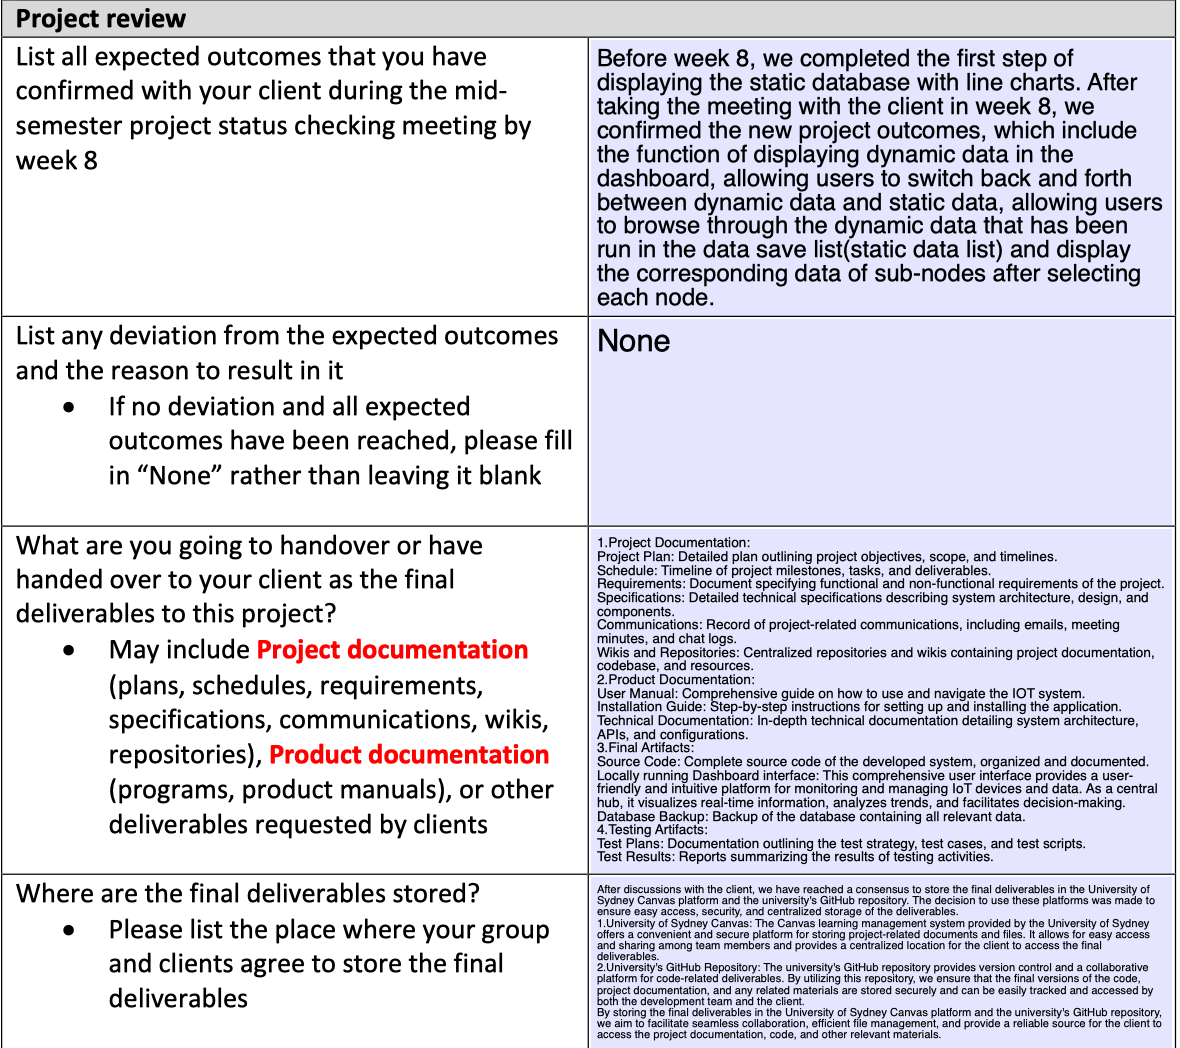 Project review
List all expected outcomes that you have
confirmed with your client during the mid-
semester project status checking meeting by
week 8
Before week 8, we completed the first step of
displaying the static database with line charts. After
taking the meeting with the client in week 8, we
confirmed the new project outcomes, which include
the function of displaying dynamic data in the
dashboard, allowing users to switch back and forth
between dynamic data and static data, allowing users
to browse through the dynamic data that has been
run in the data save list(static data list) and display
the corresponding data of sub-nodes after selecting
each node.
List any deviation from the expected outcomes
and the reason to result in it
• If no deviation and all expected
outcomes have been reached, please fill
in “None” rather than leaving it blank
None
What are you going to handover or have
handed over to your client as the final
deliverables to this project?
• May include Project documentation
(plans, schedules, requirements,
specifications, communications, wikis,
repositories), Product documentation
(programs, product manuals), or other
deliverables requested by clients
1.Project Documentation:
Project Plan: Detailed plan outlining project objectives, scope, and timelines.
Schedule: Timeline of project milestones, tasks, and deliverables.
Requirements: Document specifying functional and non-functional requirements of the project.
Specifications: Detailed technical specifications describing system architecture, design, and
components.
Communications: Record of project-related communications, including emails, meeting
minutes, and chat logs.
Wikis and Repositories: Centralized repositories and wikis containing project documentation,
codebase, and resources.
2.Product Documentation:
User Manual: Comprehensive guide on how to use and navigate the IOT system.
Installation Guide: Step-by-step instructions for setting up and installing the application.
Technical Documentation: In-depth technical documentation detailing system architecture,
APIs, and configurations.
3.Final Artifacts:
Source Code: Complete source code of the developed system, organized and documented.
Locally running Dashboard interface: This comprehensive user interface provides a user-
friendly and intuitive platform for monitoring and managing IoT devices and data. As a central
hub, it visualizes real-time information, analyzes trends, and facilitates decision-making.
Database Backup: Backup of the database containing all relevant data.
4.Testing Artifacts:
Test Plans: Documentation outlining the test strategy, test cases, and test scripts.
Test Results: Reports summarizing the results of testing activities.
Where are the final deliverables stored?
• Please list the place where your group
and clients agree to store the final
deliverables
After discussions with the client, we have reached a consensus to store the final deliverables in the University of
Sydney Canvas platform and the university's GitHub repository. The decision to use these platforms was made to
ensure easy access, security, and centralized storage of the deliverables.
1.University of Sydney Canvas: The Canvas learning management system provided by the University of Sydney
offers a convenient and secure platform for storing project-related documents and files. It allows for easy access
and sharing among team members and provides a centralized location for the client to access the final
deliverables.
2.University's GitHub Repository: The university's GitHub repository provides version control and a collaborative
platform for code-related deliverables. By utilizing this repository, we ensure that the final versions of the code,
project documentation, and any related materials are stored securely and can be easily tracked and accessed by
both the development team and the client.
By storing the final deliverables in the University of Sydney Canvas platform and the university's GitHub repository,
we aim to facilitate seamless collaboration, efficient file management, and provide a reliable source for the client to
access the project documentation, code, and other relevant materials.